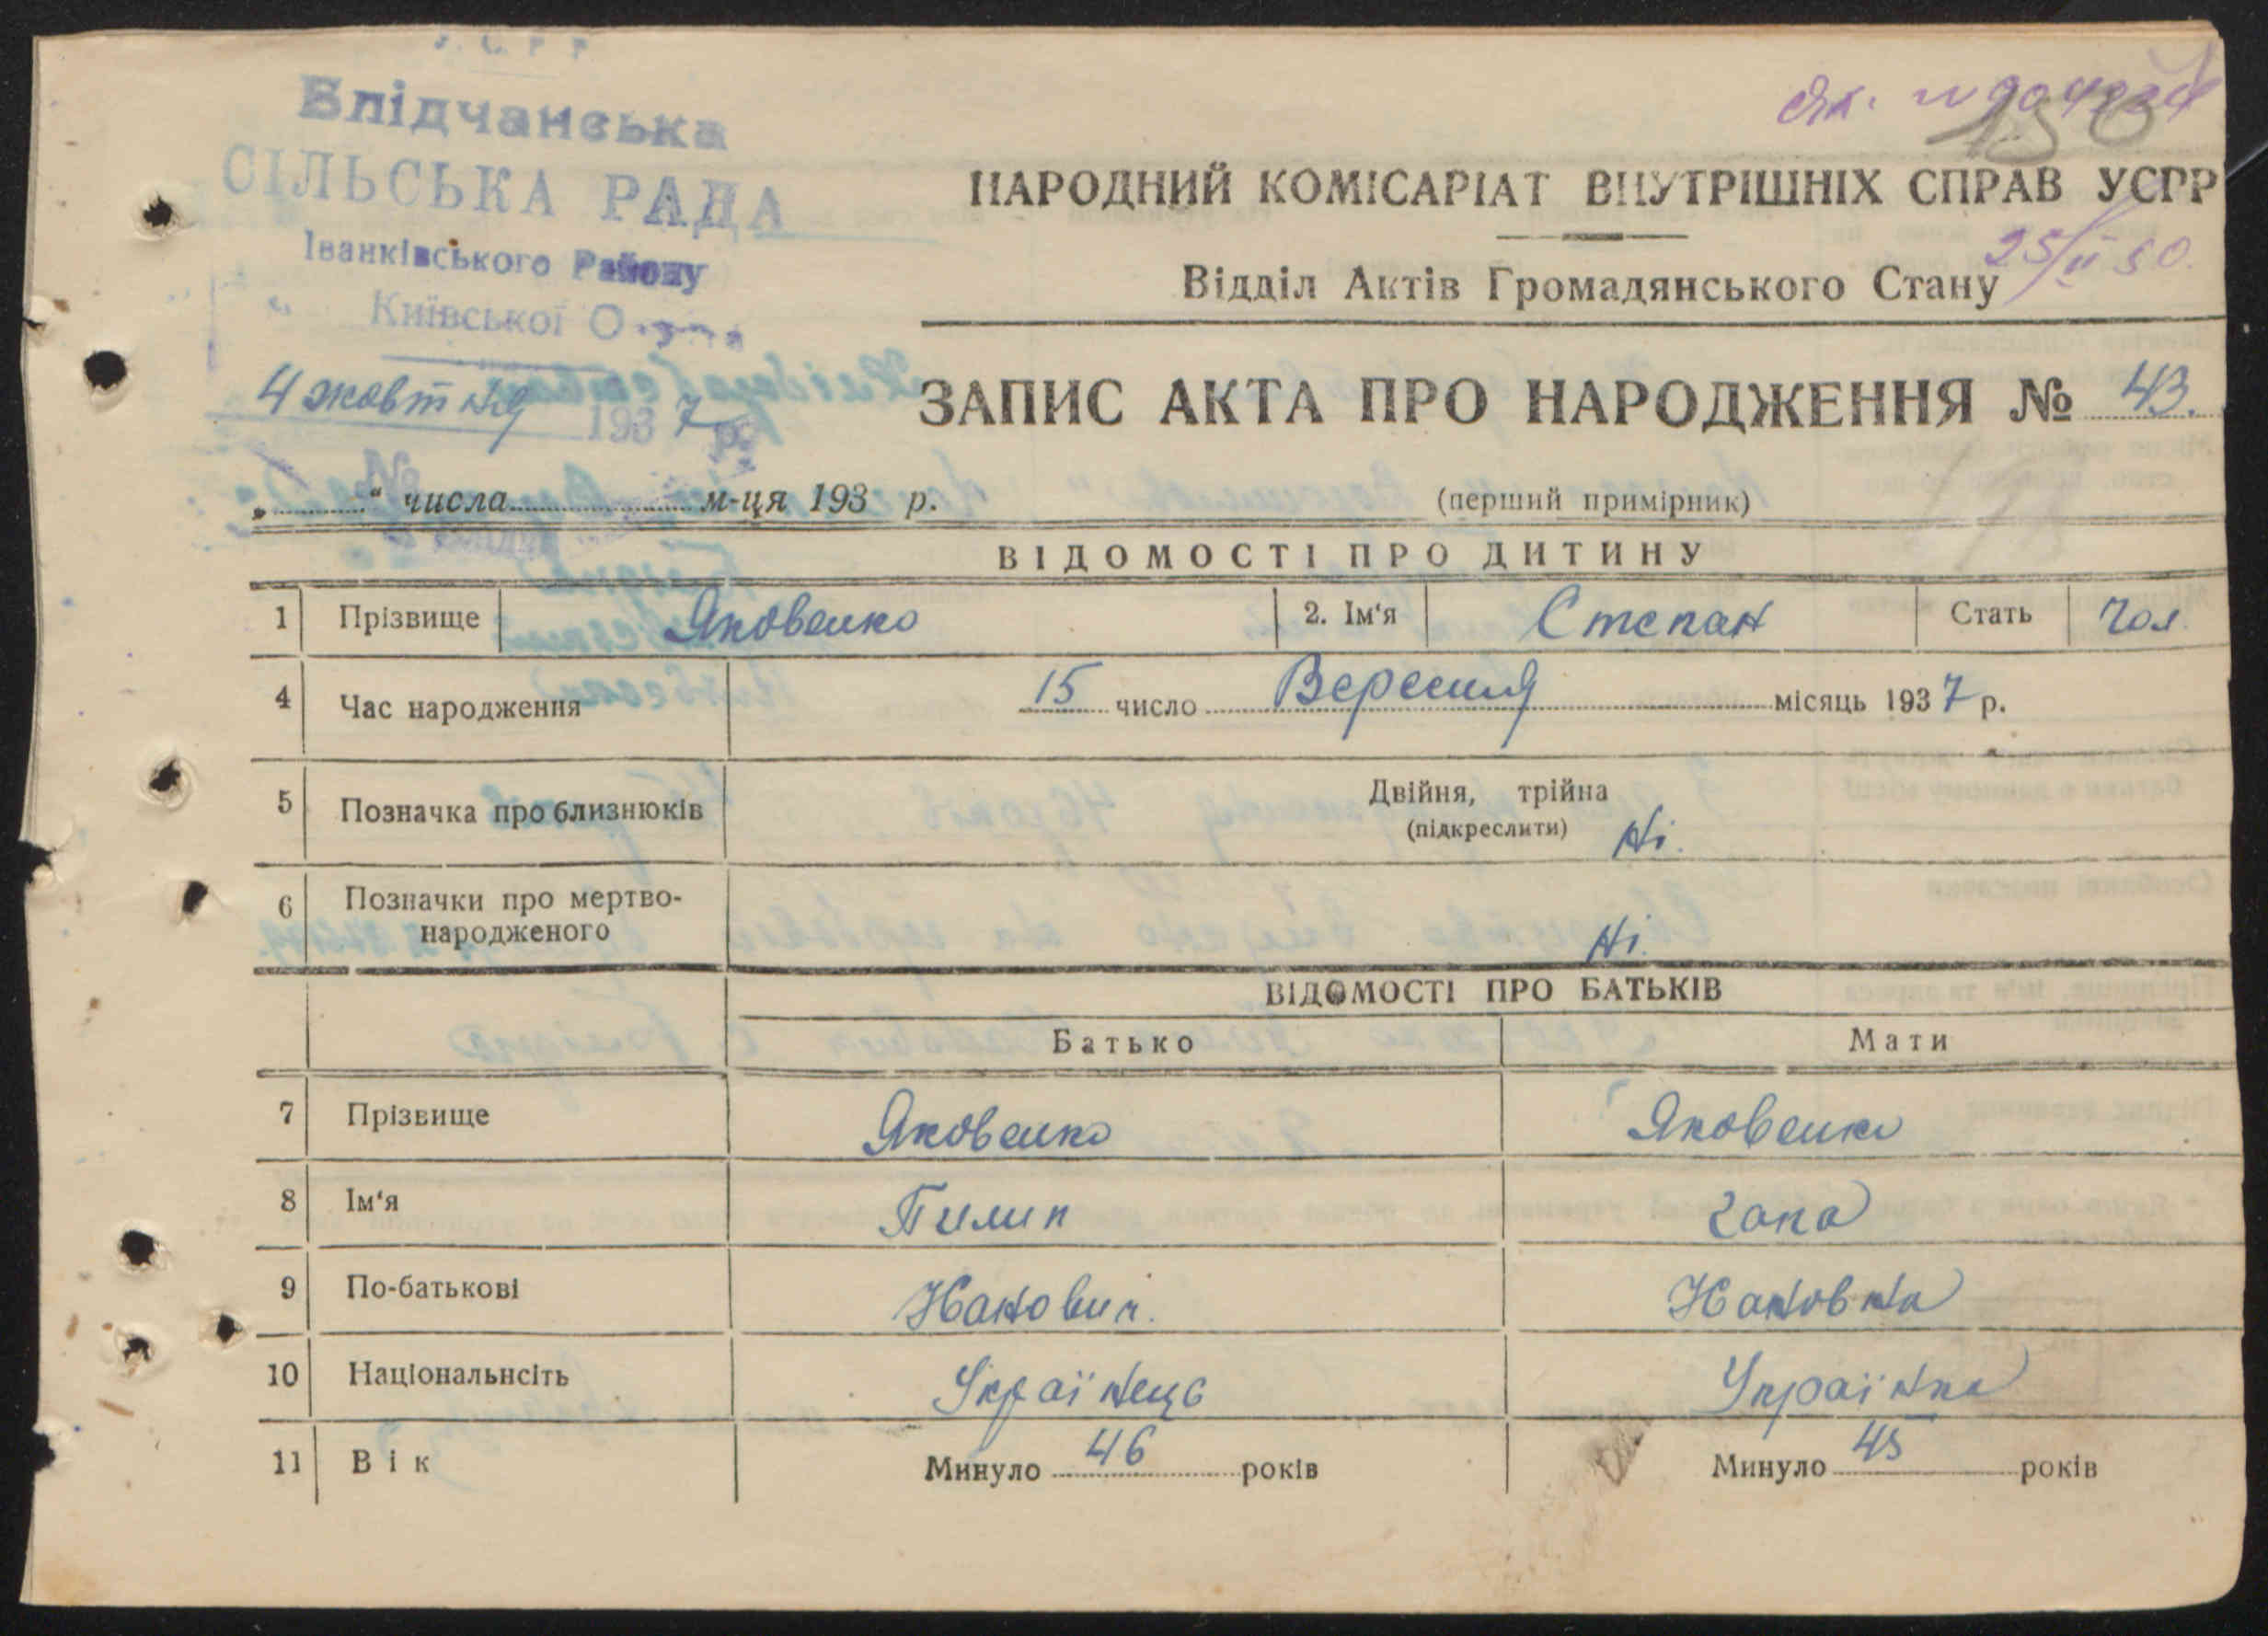 У. С. Р. Р.
Блідчанська
СІЛЬСЬКА РАДА
Іванківського Району
Київської
4 жовтня 1937 р.
25/II 50.
НАРОДНИЙ КОМІСАРІАТ ВНУТРІШНІХ СПРАВ УСРР
Відділ Актів Громадянського Стану
ЗАПИС АКТА ПРО НАРОДЖЕННЯ № 43.
„ “ числа м-ця 193 р.
(перший примірник)
ВІДОМОСТІ ПРО ДИТИНУ
1 Прізвище Яковенко 2. Ім‘я Степан Стать чол.
4 Час народження 15 число Вересня місяць 1937 р.
5 Позначка про близнюків Двійня, трійна
(підкреслити) Ні.
6 Позначки про мертво-
народженого Ні.
ВІДОМОСТІ ПРО БАТЬКІВ
Батько Мати
7 Прізвище Яковенко Яковенко
8 Ім‘я Пилип
9 По-батькові
10 Національнсіть Українець Українка
11 Вік Минуло 46 років Минуло 45 років